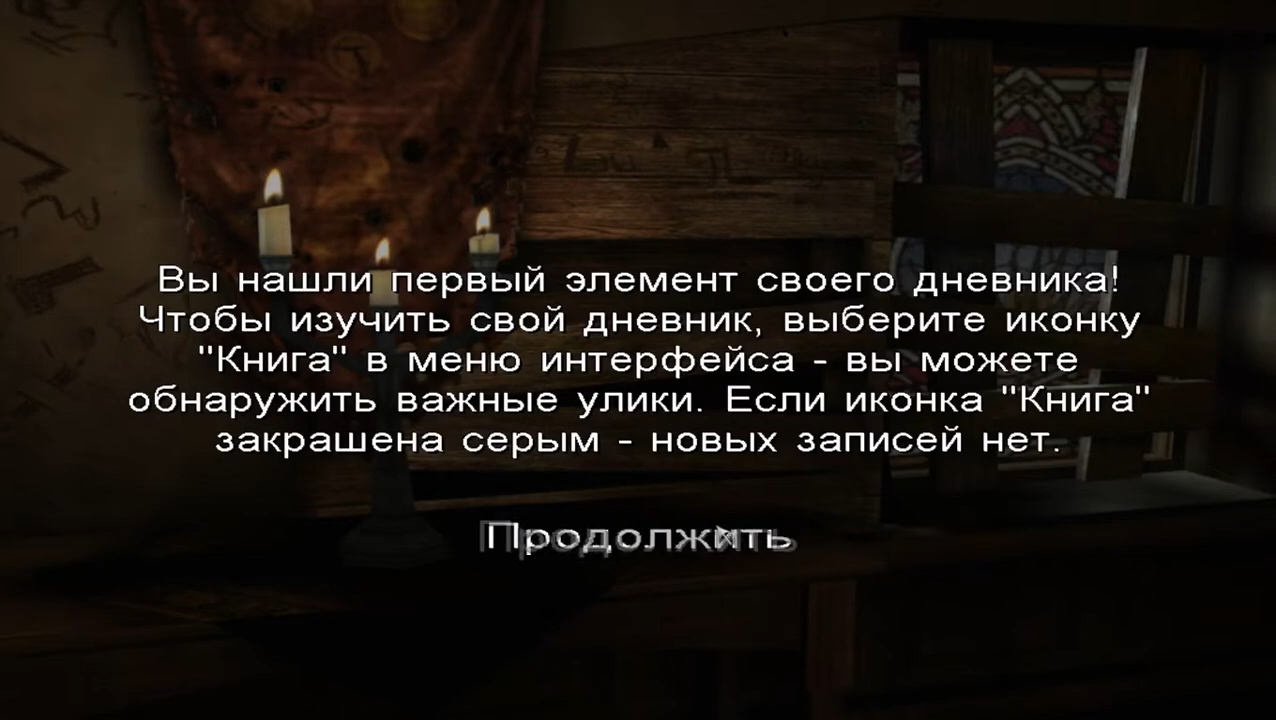 Вы нашли первый элемент своего дневника!
Чтобы изучить свой дневник, выберите иконку
"Книга" в меню интерфейса - вы можете
обнаружить важные улики. Если иконка "Книга"
закрашена серым - новых записей нет.
Продолжить